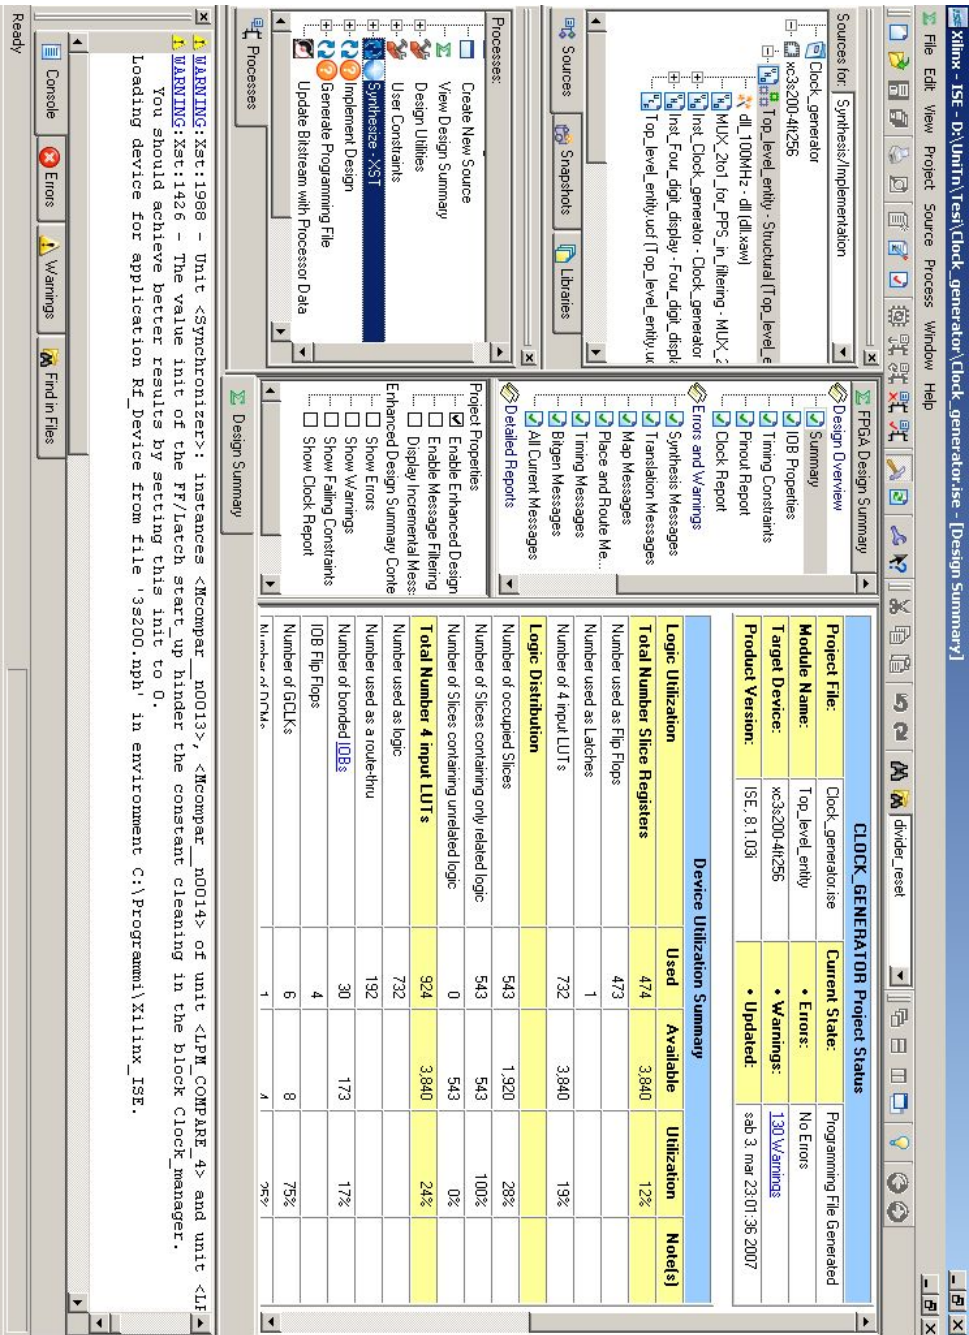 Xilinx - ISE - D:\UniTn\Tesi\Clock_generator\Clock_generator.ise - [Design Summary]
File Edit View Project Source Process Window Help
divider_reset
Sources for: Synthesis/Implementation
Clock_generator
xc3s200-4ft256
Top_level_entity - Structural (Top_level_e
dll_100MHz - dll (dll.xaw)
MUX_2to1_for_PPS_in_filtering - MUX_2
Inst_Clock_generator - Clock_generator
Inst_Four_digit_display - Four_digit_displ
Top_level_entity.ucf (Top_level_entity.uc
Sources Snapshots Libraries
Processes:
Create New Source
View Design Summary
Design Utilities
User Constraints
Synthesize - XST
Implement Design
Generate Programming File
Update Bitstream with Processor Data
Processes
FPGA Design Summary
Design Overview
Summary
IOB Properties
Timing Constraints
Pinout Report
Clock Report
Errors and Warnings
Synthesis Messages
Translation Messages
Map Messages
Place and Route Me...
Timing Messages
Bitgen Messages
All Current Messages
Detailed Reports
Project Properties
Enable Enhanced Design
Enable Message Filtering
Display Incremental Mess
Enhanced Design Summary Conte
Show Errors
Show Warnings
Show Failing Constraints
Show Clock Report
Design Summary
CLOCK_GENERATOR Project Status
Project File: Clock_generator.ise Current State: Programming File Generated
Module Name: Top_level_entity • Errors: No Errors
Target Device: xc3s200-4ft256 • Warnings: 130 Warnings
Product Version: ISE, 8.1.03i • Updated: sab 3. mar 23:01:36 2007
Device Utilization Summary
Logic Utilization Used Available Utilization Note(s)
Total Number Slice Registers 474 3,840 12%
Number used as Flip Flops 473
Number used as Latches 1
Number of 4 input LUTs 732 3,840 19%
Logic Distribution
Number of occupied Slices 543 1,920 28%
Number of Slices containing only related logic 543 543 100%
Number of Slices containing unrelated logic 0 543 0%
Total Number 4 input LUTs 924 3,840 24%
Number used as logic 732
Number used as a route-thru 192
Number of bonded IOBs 30 173 17%
IOB Flip Flops 4
Number of GCLKs 6 8 75%
Number of DCMs 1 4 25%
WARNING:Xst:1988 - Unit <Synchronizer>: instances <Mcompar__n0013>, <Mcompar__n0014> of unit <LPM_COMPARE_4> and unit <LP
WARNING:Xst:1426 - The value init of the FF/Latch start_up hinder the constant cleaning in the block Clock_manager.
You should achieve better results by setting this init to 0.
Loading device for application Rf_Device from file '3s200.nph' in environment C:\Programmi\Xilinx_ISE.
Console Errors Warnings Find in Files
Ready